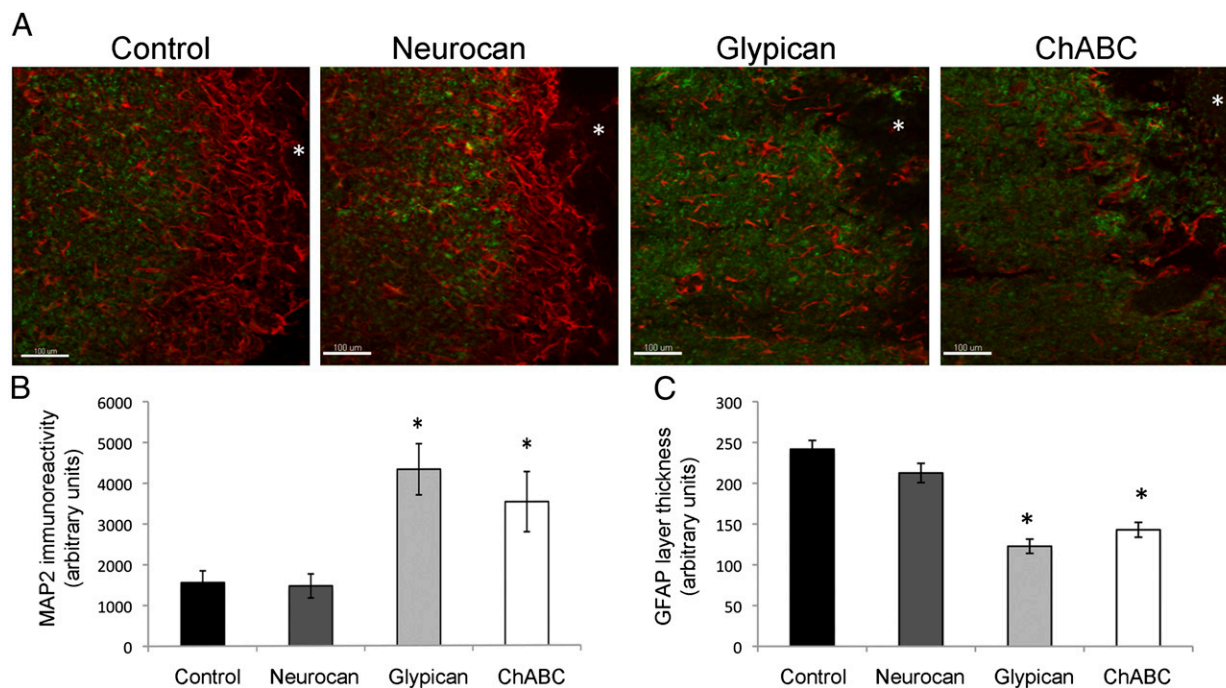 A
Control Neurocan Glypican ChABC
* * * *
100 um 100 um 100 um 100 um
B
MAP2 immunoreactivity
(arbitrary units)
6000
5000
4000
3000
2000
1000
0
* *
Control Neurocan Glypican ChABC
C
GFAP layer thickness
(arbitrary units)
300
250
200
150
100
50
0
* *
Control Neurocan Glypican ChABC